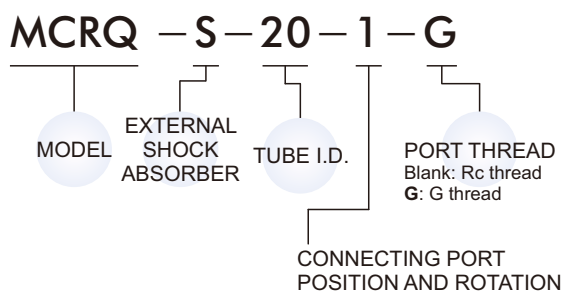 MCRQ – S – 20 – 1 – G
MODEL
EXTERNAL
SHOCK
ABSORBER
TUBE I.D.
PORT THREAD
Blank: Rc thread
G: G thread
CONNECTING PORT
POSITION AND ROTATION